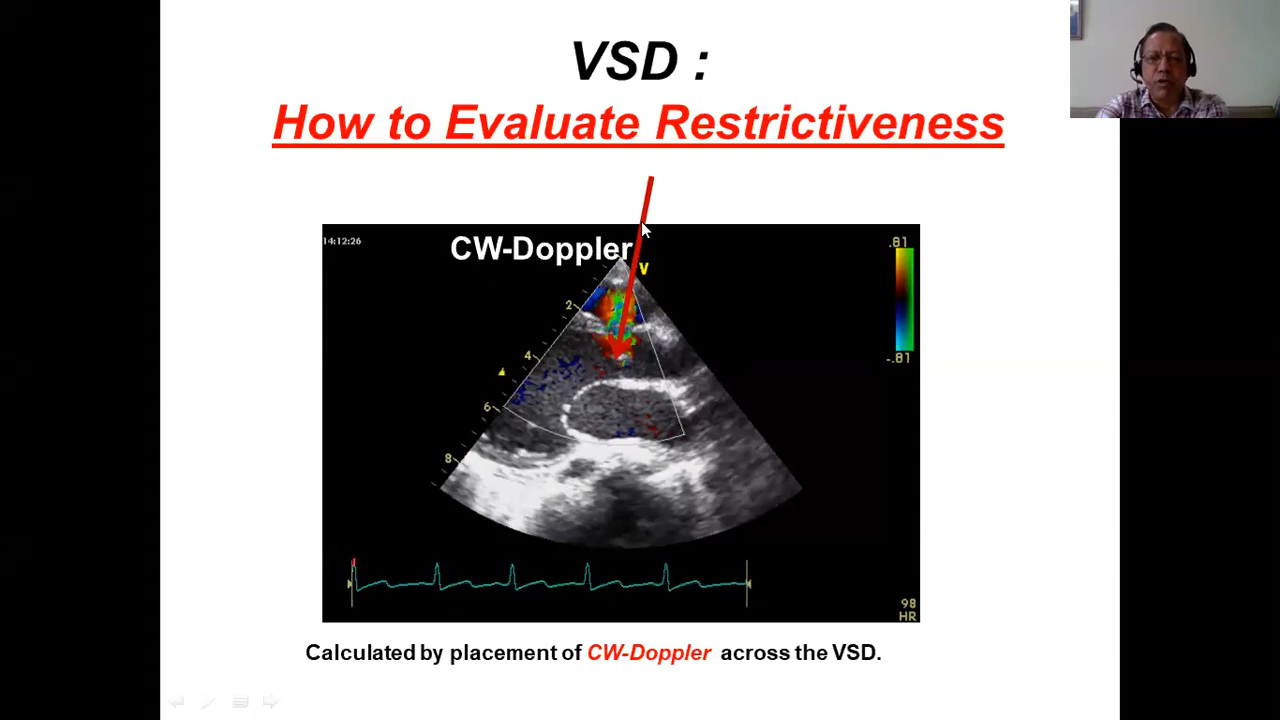 VSD :
How to Evaluate Restrictiveness
14:12:26
CW-Doppler
.81
V
2
4
6
8
-.81
98
HR
Calculated by placement of CW-Doppler across the VSD.